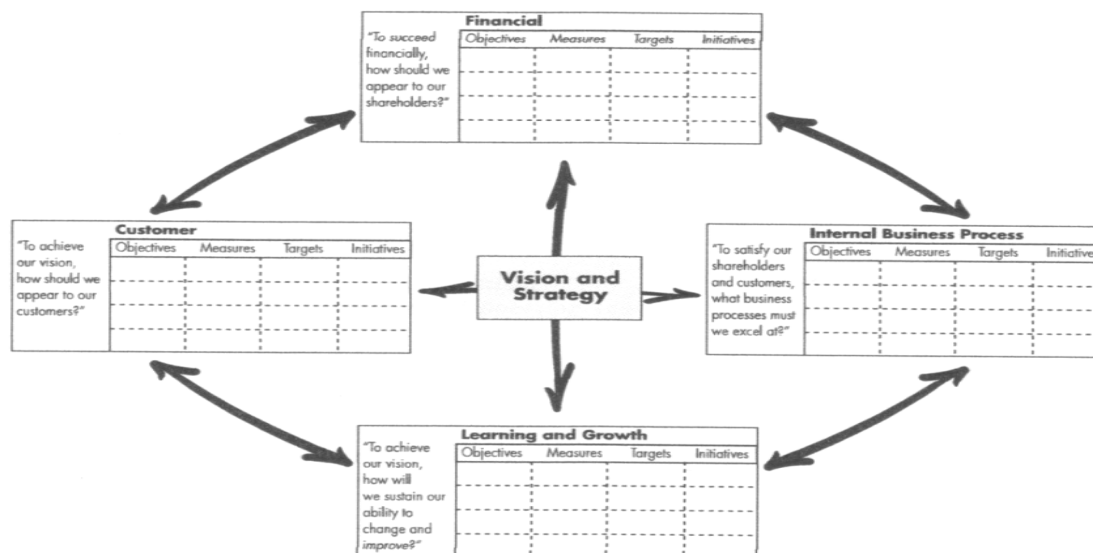 Financial
"To succeed
financially,
how should we
appear to our
shareholders?"
Objectives Measures Targets Initiatives
Customer
"To achieve
our vision,
how should we
appear to our
customers?"
Objectives Measures Targets Initiatives
Vision and
Strategy
Internal Business Process
"To satisfy our
shareholders
and customers,
what business
processes must
we excel at?"
Objectives Measures Targets Initiatives
Learning and Growth
"To achieve
our vision,
how will
we sustain our
ability to
change and
improve?"
Objectives Measures Targets Initiatives